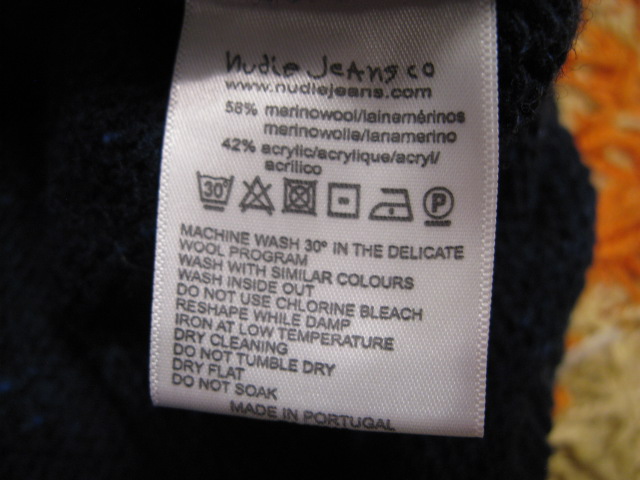 Nudie Jeans co
www.nudiejeans.com
58% merinowool/lainemérinos
merinowolle/lanamerino
42% acrylic/acrylique/acryl/
acrilico
30° P
MACHINE WASH 30° IN THE DELICATE
WOOL PROGRAM
WASH WITH SIMILAR COLOURS
WASH INSIDE OUT
DO NOT USE CHLORINE BLEACH
RESHAPE WHILE DAMP
IRON AT LOW TEMPERATURE
DRY CLEANING
DO NOT TUMBLE DRY
DRY FLAT
DO NOT SOAK
MADE IN PORTUGAL